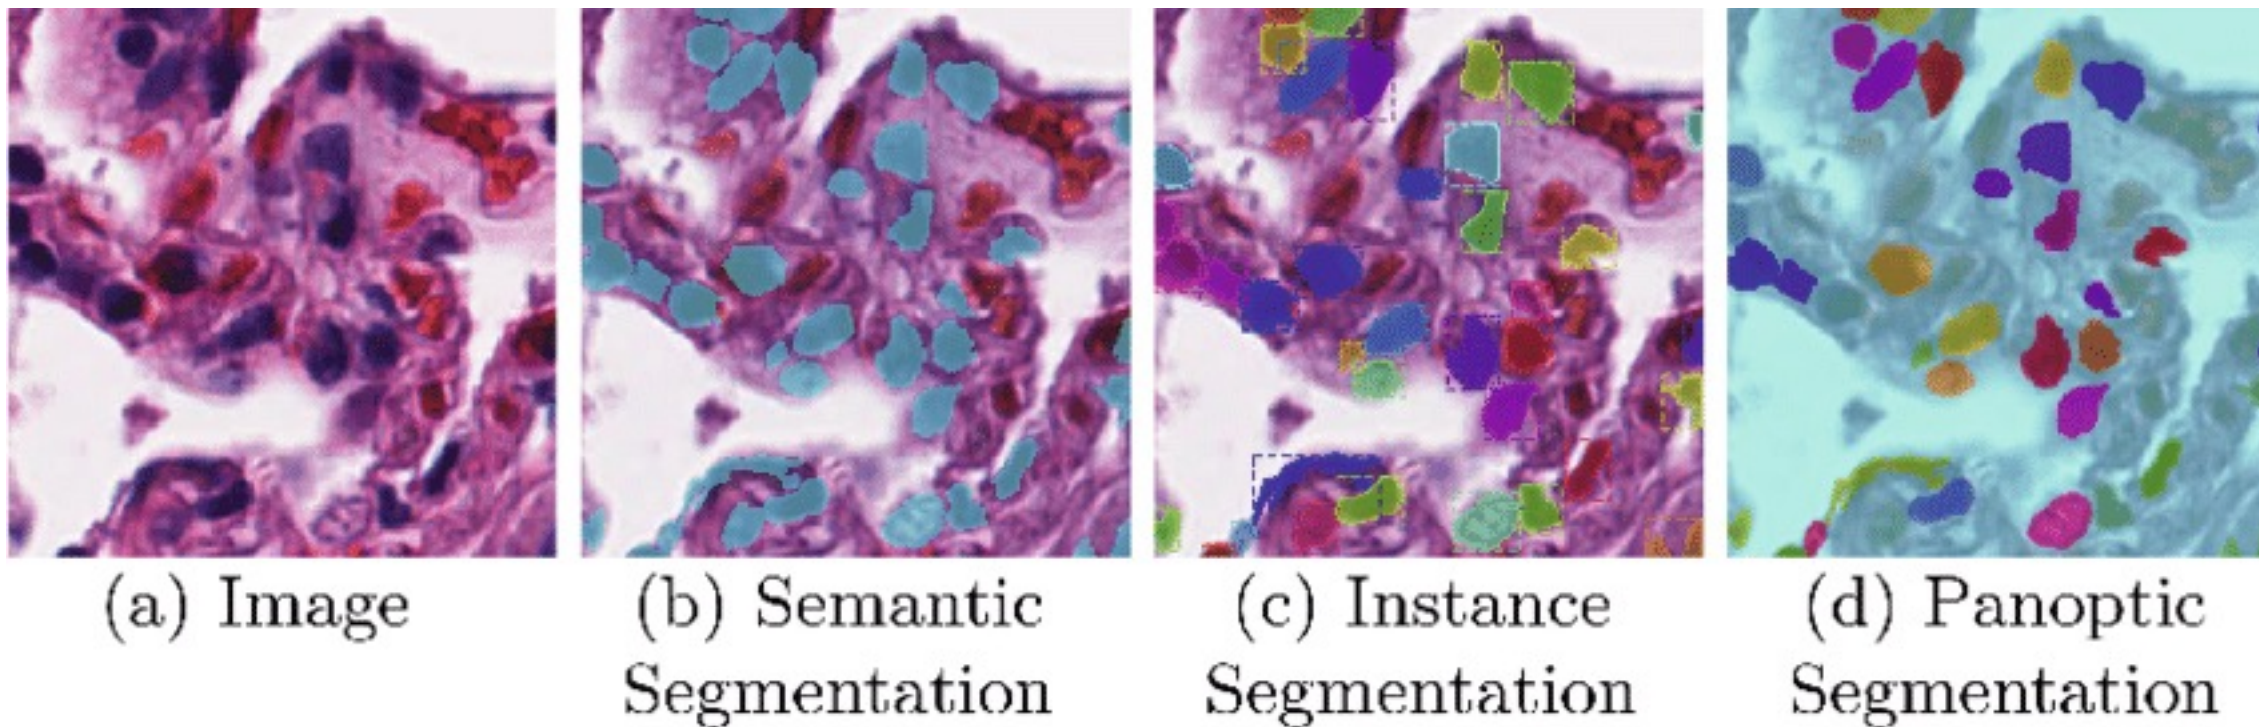 (a) Image
(b) Semantic
Segmentation
(c) Instance
Segmentation
(d) Panoptic
Segmentation